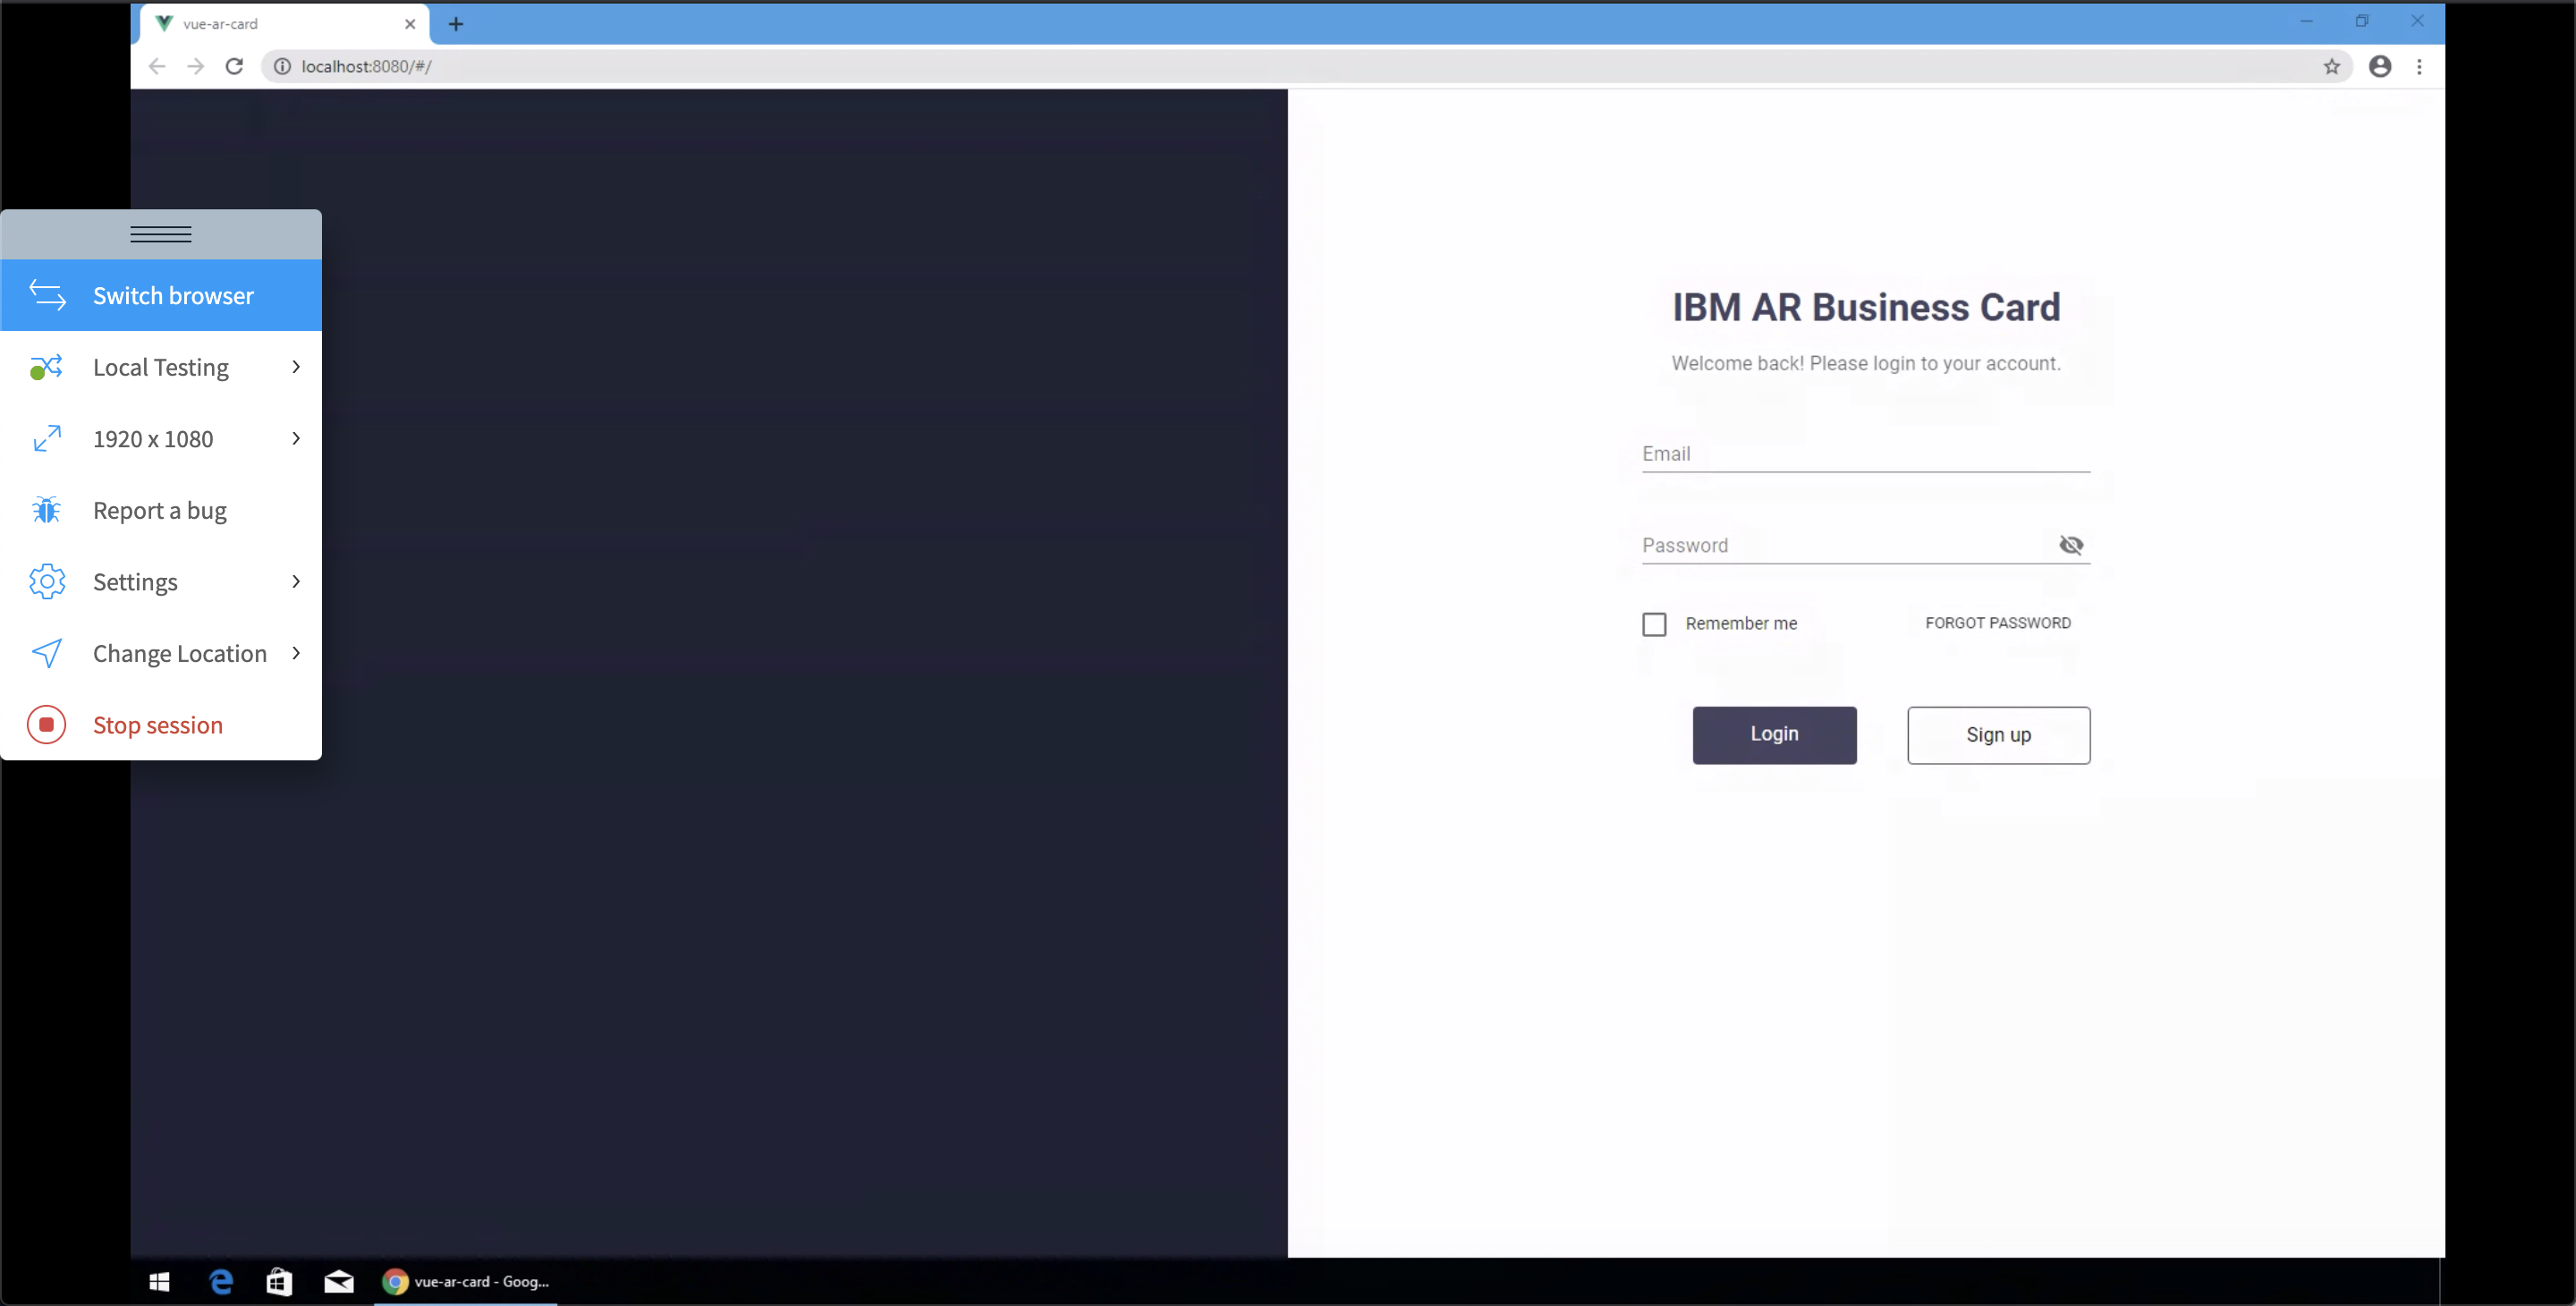 vue-ar-card
localhost:8080/#/
Switch browser
Local Testing
1920 x 1080
Report a bug
Settings
Change Location
Stop session
IBM AR Business Card
Welcome back! Please login to your account.
Email
Password
Remember me
FORGOT PASSWORD
Login
Sign up
vue-ar-card - Goog...